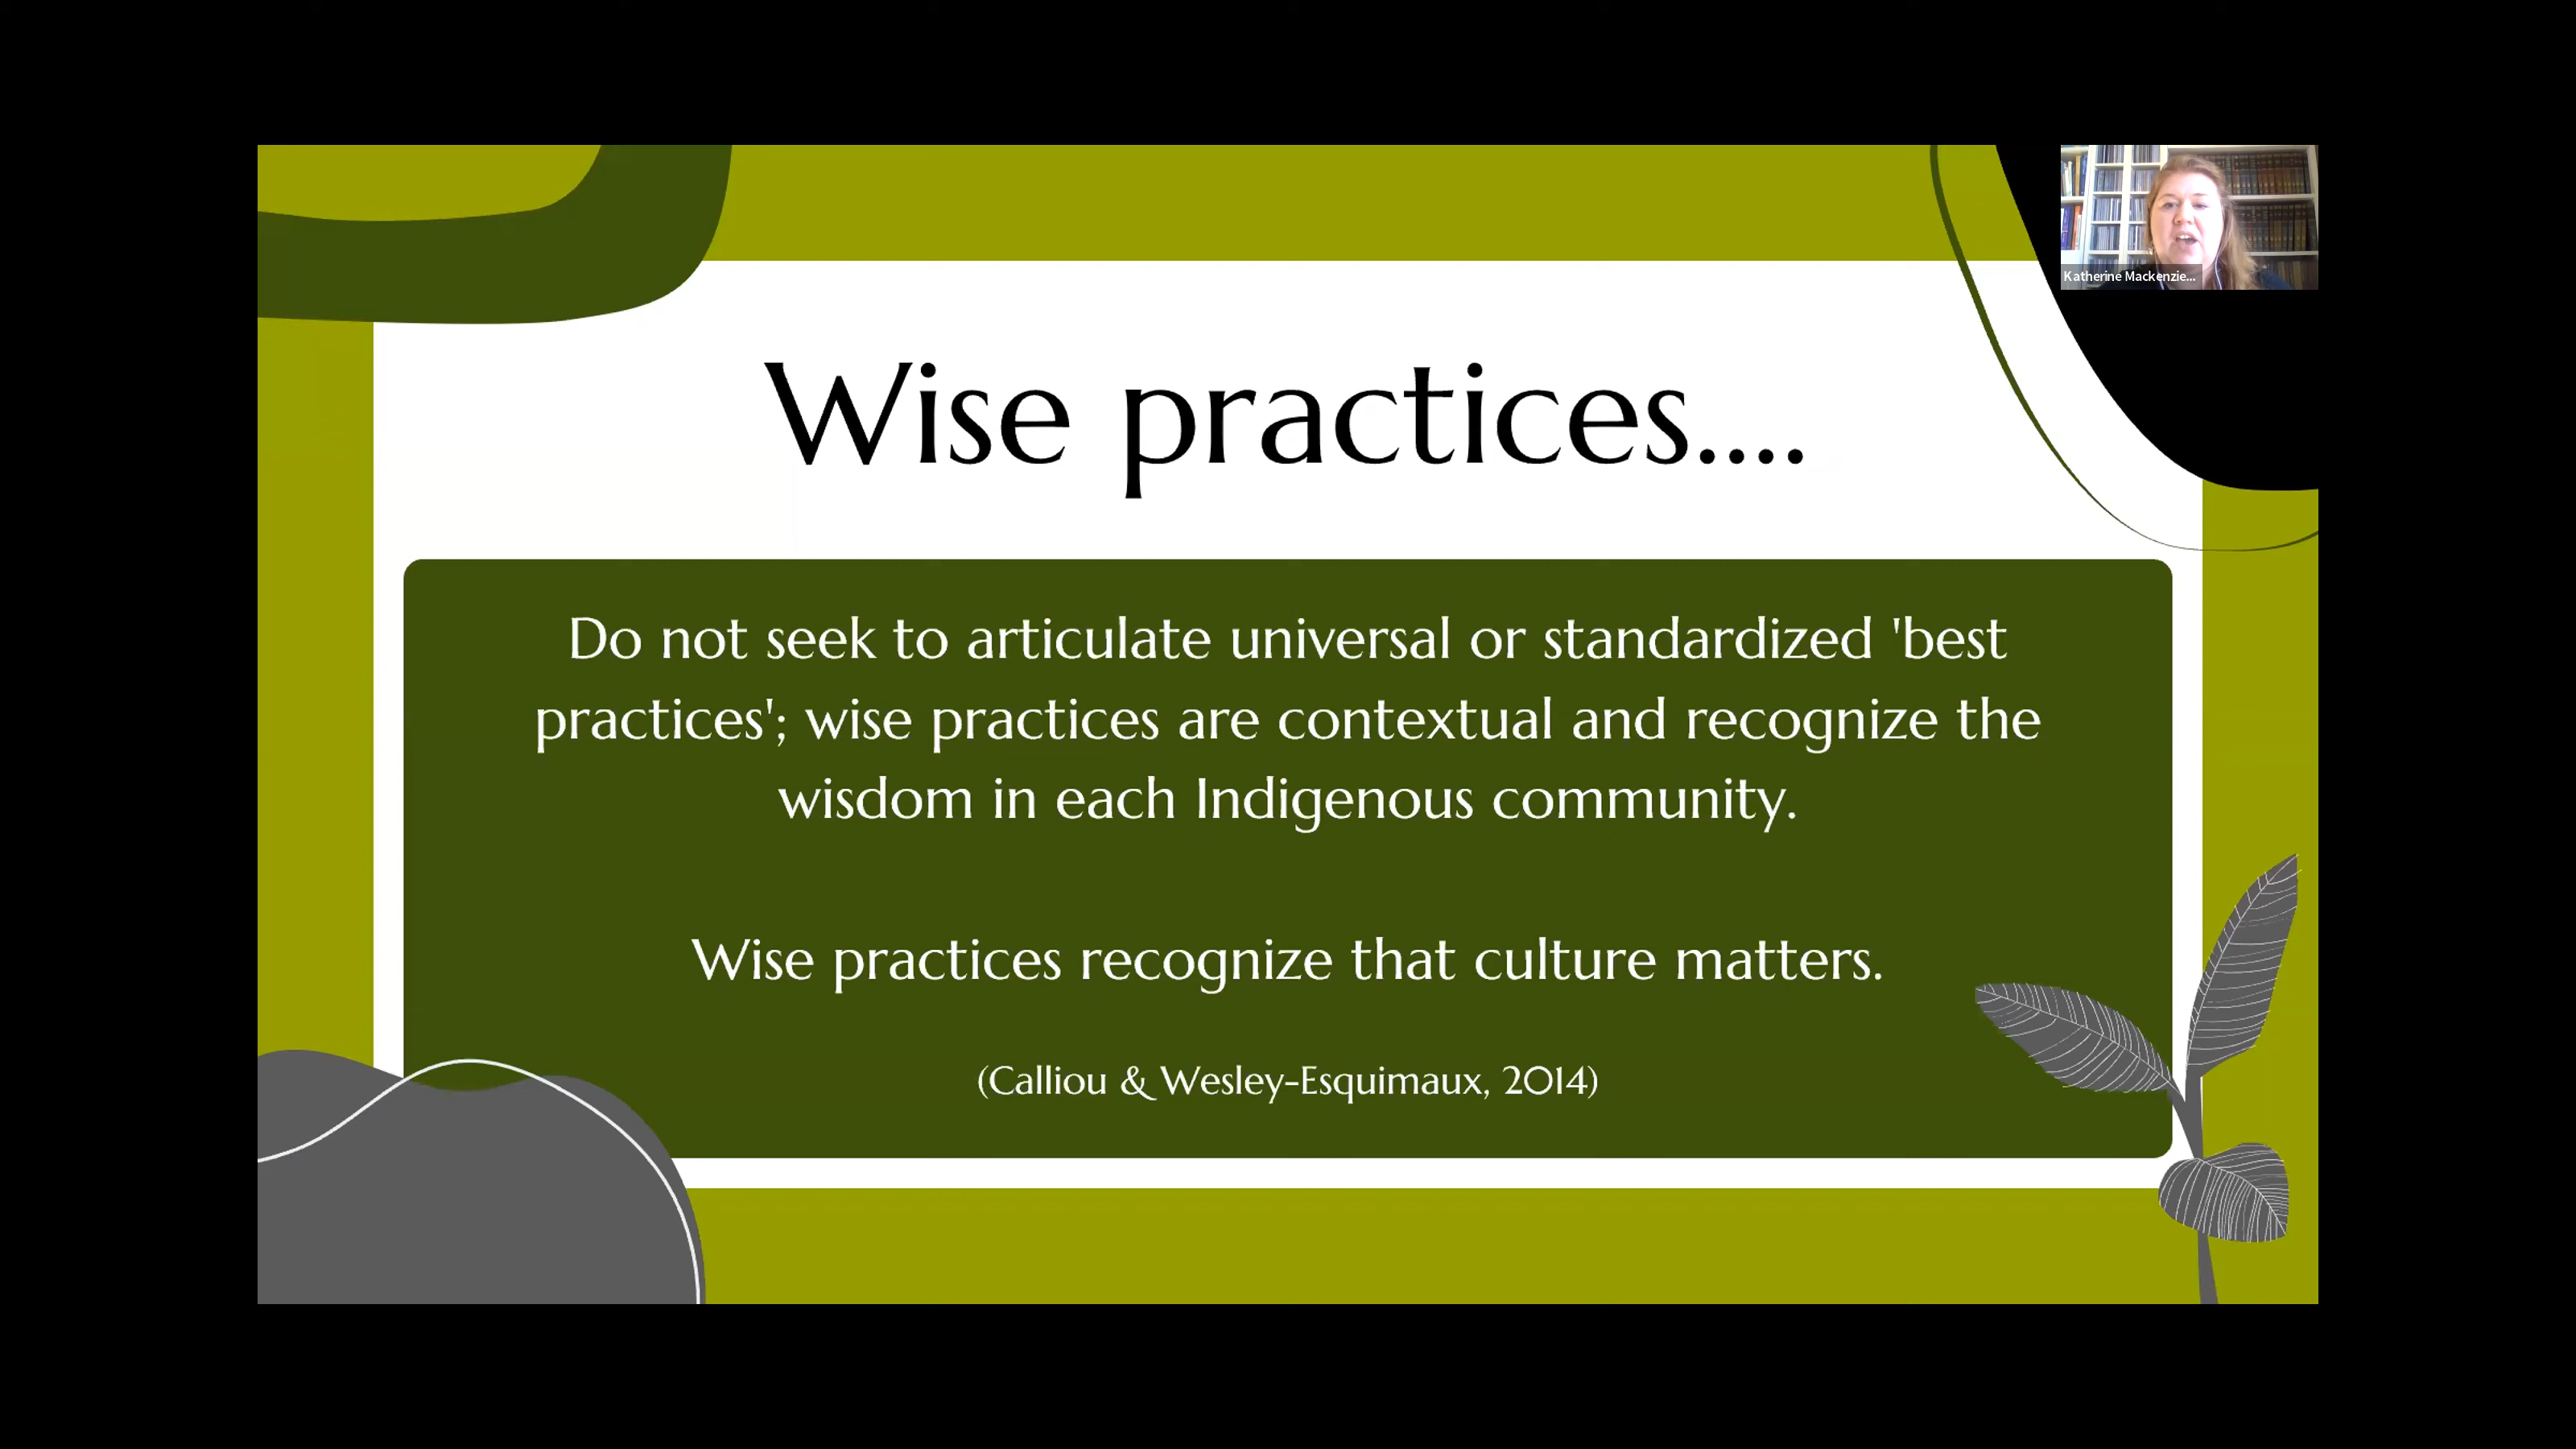 Katherine Mackenzie...
Wise practices....
Do not seek to articulate universal or standardized 'best
practices'; wise practices are contextual and recognize the
wisdom in each Indigenous community.
Wise practices recognize that culture matters.
(Calliou & Wesley-Esquimaux, 2014)